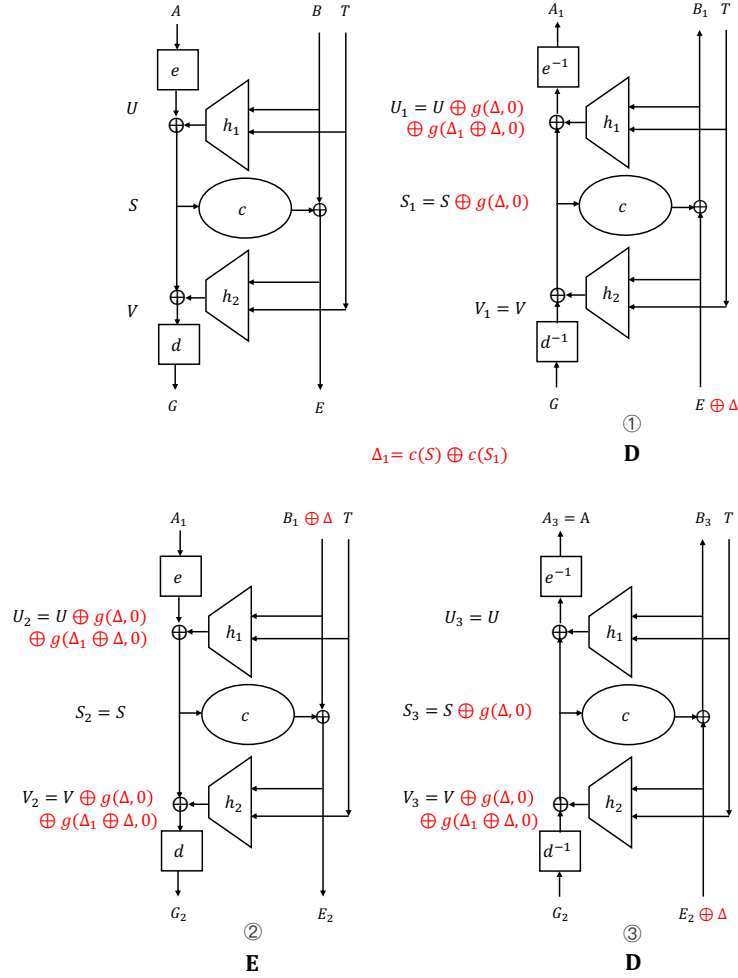 A B T
e
U
h₁
S
c
V
h₂
d
G E
A₁ B₁ T
e⁻¹
U₁ = U ⊕ g(Δ, 0)
⊕ g(Δ₁ ⊕ Δ, 0)
h₁
S₁ = S ⊕ g(Δ, 0)
c
V₁ = V
h₂
d⁻¹
G E ⊕ Δ
①
D
Δ₁= c(S) ⊕ c(S₁)
A₁ B₁ ⊕ Δ T
e
U₂ = U ⊕ g(Δ, 0)
⊕ g(Δ₁ ⊕ Δ, 0)
h₁
S₂ = S
c
V₂ = V ⊕ g(Δ, 0)
⊕ g(Δ₁ ⊕ Δ, 0)
h₂
d
G₂ E₂
②
E
A₃ = A B₃ T
e⁻¹
U₃ = U
h₁
S₃ = S ⊕ g(Δ, 0)
c
V₃ = V ⊕ g(Δ, 0)
⊕ g(Δ₁ ⊕ Δ, 0)
h₂
d⁻¹
G₂ E₂ ⊕ Δ
③
D